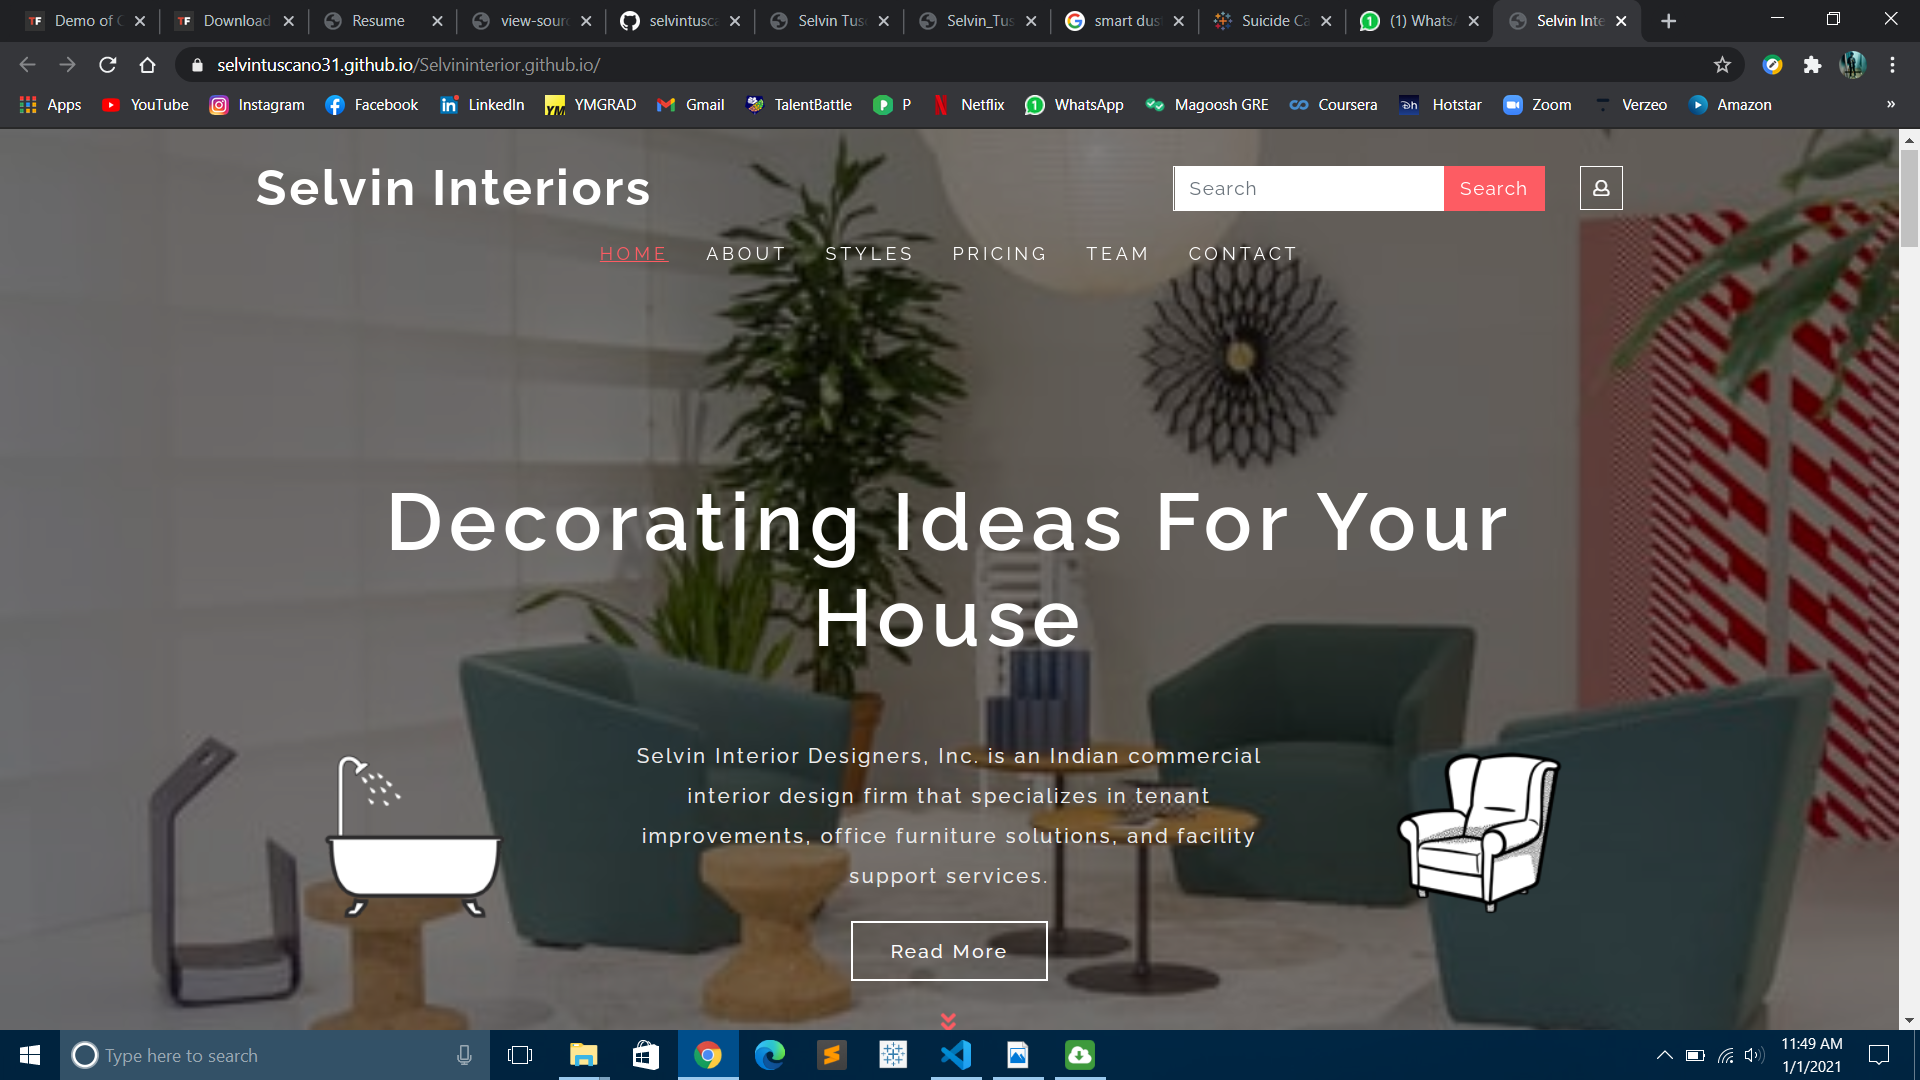 Demo of
Download
Resume
view-sour
selvintusca
Selvin Tus
Selvin_Tus
smart dus
Suicide Ca
(1) Whats
Selvin Inte
selvintuscano31.github.io/Selvininterior.github.io/
Apps
YouTube
Instagram
Facebook
LinkedIn
YMGRAD
Gmail
TalentBattle
P
Netflix
WhatsApp
Magoosh GRE
Coursera
Hotstar
Zoom
Verzeo
Amazon
»
Selvin Interiors
Search
Search
HOME
ABOUT
STYLES
PRICING
TEAM
CONTACT
Decorating Ideas For Your
House
Selvin Interior Designers, Inc. is an Indian commercial
interior design firm that specializes in tenant
improvements, office furniture solutions, and facility
support services.
Read More
Type here to search
11:49 AM
1/1/2021